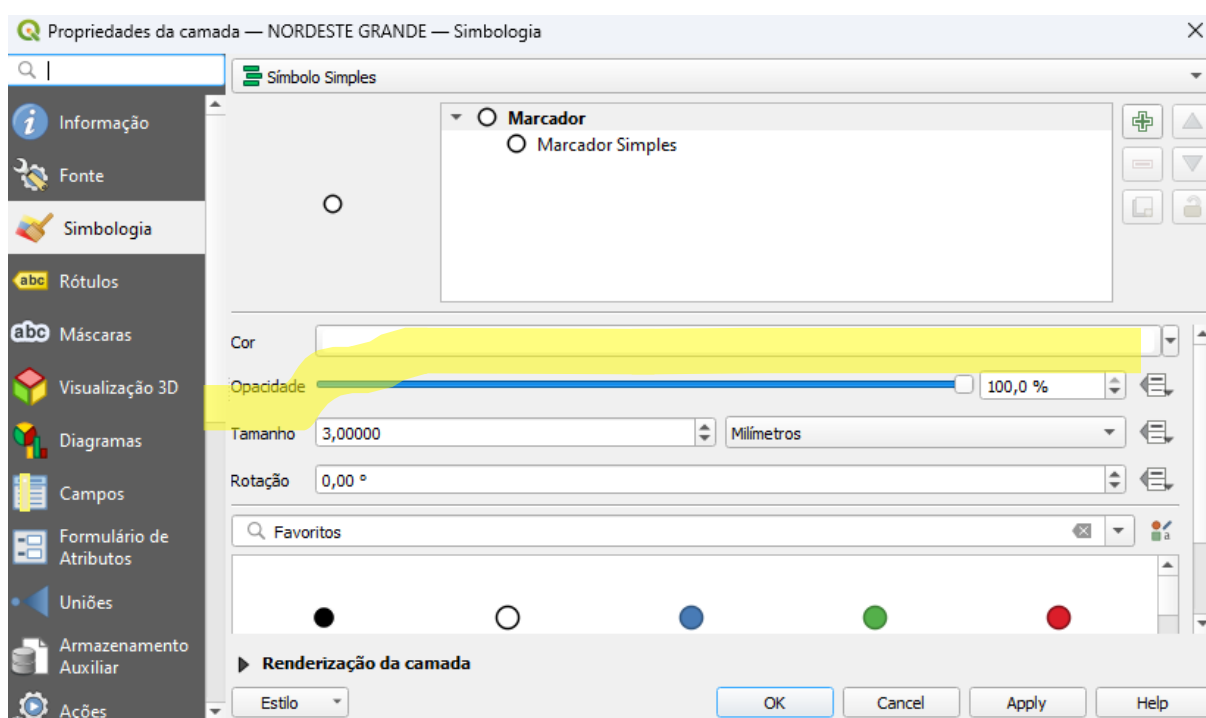 Propriedades da camada — NORDESTE GRANDE — Simbologia
Símbolo Simples
Informação
Fonte
Simbologia
abc Rótulos
abc Máscaras
Visualização 3D
Diagramas
Campos
Formulário de
Atributos
Uniões
Armazenamento
Auxiliar
Ações
Marcador
Marcador Simples
Cor
Opacidade 100,0 %
Tamanho 3,00000 Milímetros
Rotação 0,00 °
Favoritos
Renderização da camada
Estilo OK Cancel Apply Help